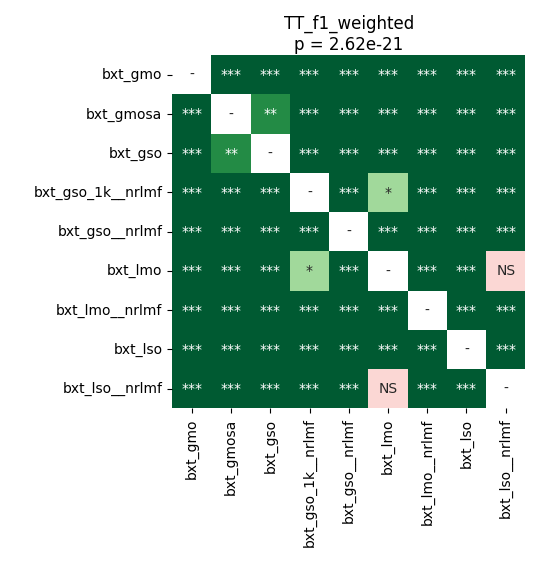 TT_f1_weighted
p = 2.62e-21
bxt_gmo - *** *** *** *** *** *** *** ***
bxt_gmosa *** - ** *** *** *** *** *** ***
bxt_gso *** ** - *** *** *** *** *** ***
bxt_gso_1k__nrlmf *** *** *** - *** * *** *** ***
bxt_gso__nrlmf *** *** *** *** - *** *** *** ***
bxt_lmo *** *** *** * *** - *** *** NS
bxt_lmo__nrlmf *** *** *** *** *** *** - *** ***
bxt_lso *** *** *** *** *** *** *** - ***
bxt_lso__nrlmf *** *** *** *** *** NS *** *** -
bxt_gmo
bxt_gmosa
bxt_gso
bxt_gso_1k__nrlmf
bxt_gso__nrlmf
bxt_lmo
bxt_lmo__nrlmf
bxt_lso
bxt_lso__nrlmf